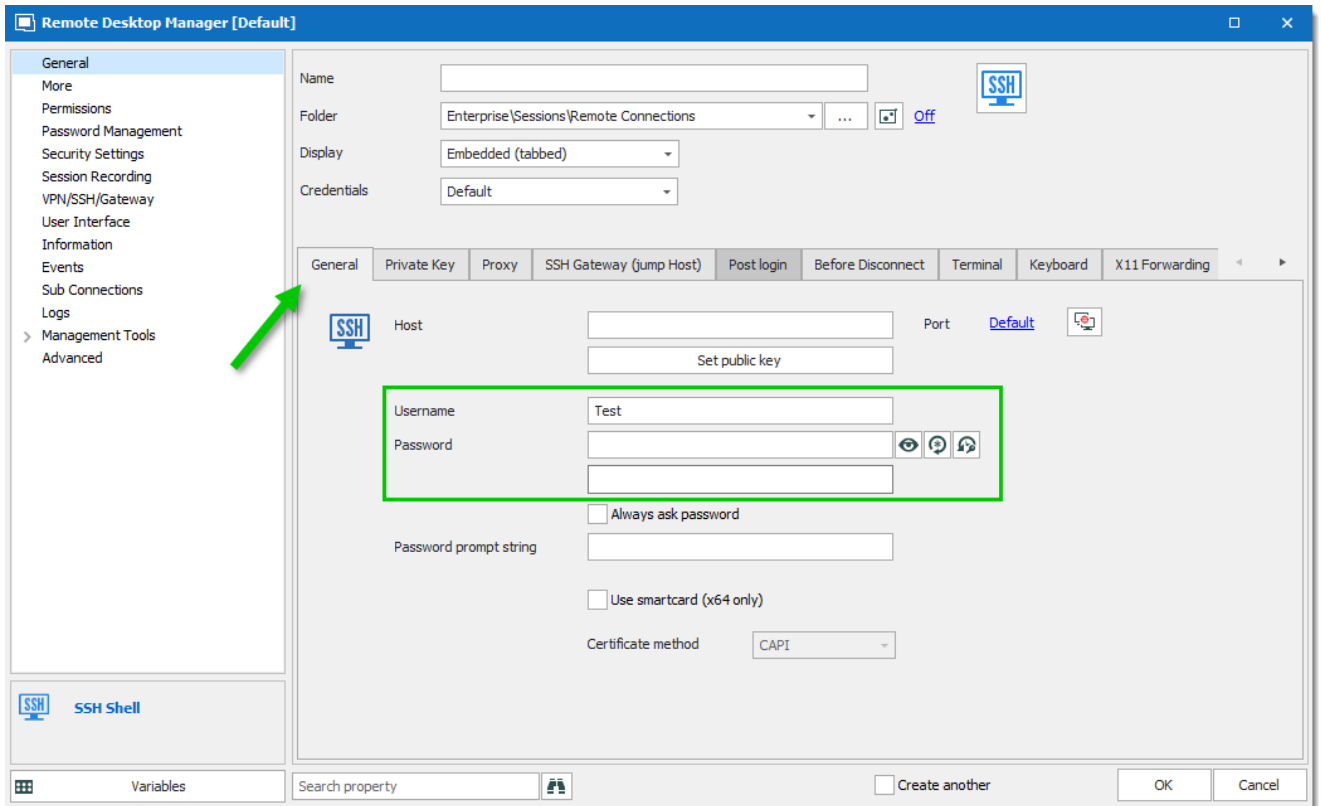 Remote Desktop Manager [Default]
General
More
Permissions
Password Management
Security Settings
Session Recording
VPN/SSH/Gateway
User Interface
Information
Events
Sub Connections
Logs
Management Tools
Advanced
SSH
SSH Shell
Variables
Name
SSH
Folder Enterprise\Sessions\Remote Connections ... Off
Display Embedded (tabbed)
Credentials Default
General Private Key Proxy SSH Gateway (jump Host) Post login Before Disconnect Terminal Keyboard X11 Forwarding
SSH Host Port Default
Set public key
Username Test
Password
Always ask password
Password prompt string
Use smartcard (x64 only)
Certificate method CAPI
Search property Create another OK Cancel